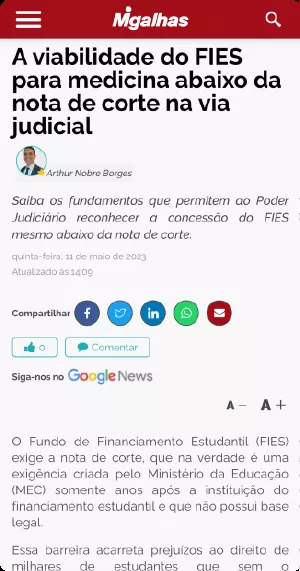 Migalhas
A viabilidade do FIES
para medicina abaixo da
nota de corte na via
judicial
Arthur Nobre Borges
Saiba os fundamentos que permitem ao Poder
Judiciário reconhecer a concessão do FIES
mesmo abaixo da nota de corte.
quinta-feira, 11 de maio de 2023
Atualizado às 14:09
Compartilhar
0
Comentar
Siga-nos no Google News
A - A +
O Fundo de Financiamento Estudantil (FIES)
exige a nota de corte, que na verdade é uma
exigência criada pelo Ministério da Educação
(MEC) somente anos após a instituição do
financiamento estudantil e que não possui base
legal.
Essa barreira acarreta prejuízos ao direito de
milhares de estudantes que sem o